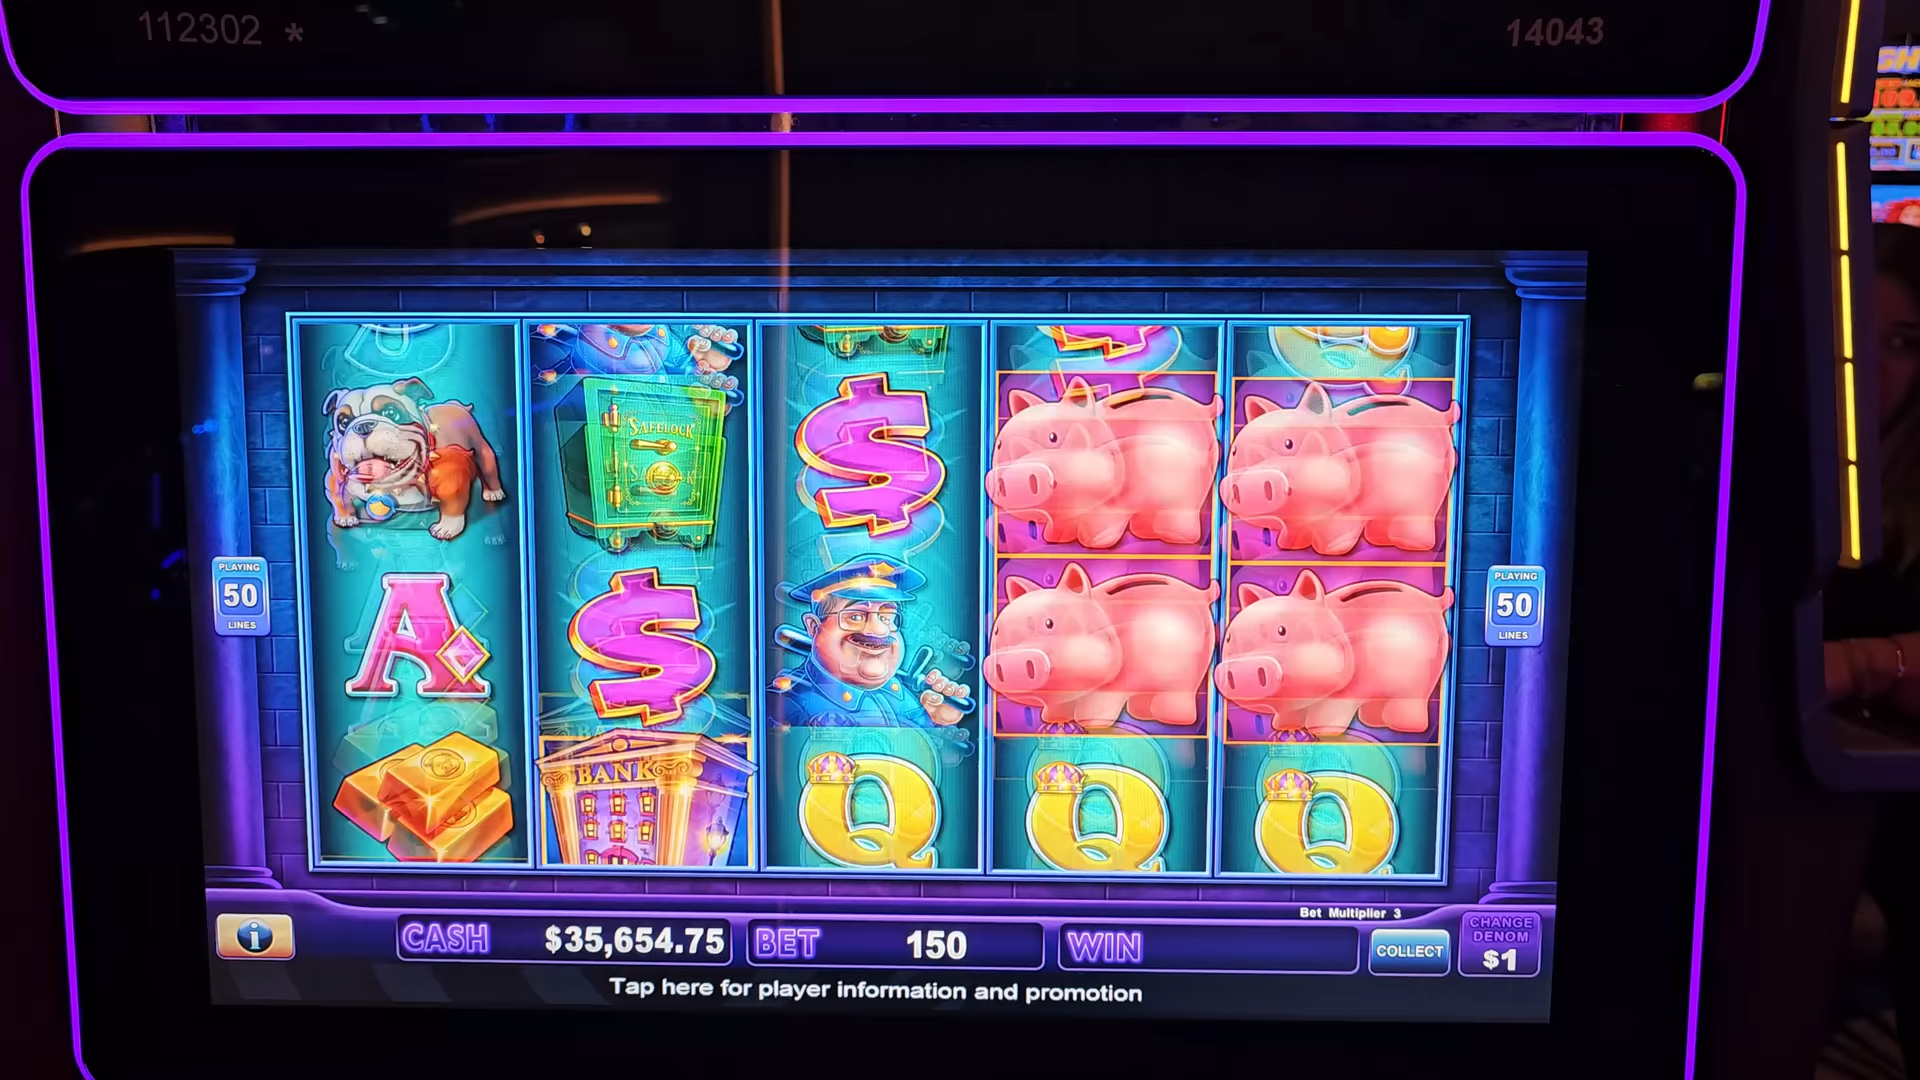 112302 *
14043
SAFELOCK
$
$
A
BANK
Q
Q
Q
PLAYING
50
LINES
PLAYING
50
LINES
Bet Multiplier 3
CASH $35,654.75
BET 150
WIN
COLLECT
CHANGE
DENOM
$1
Tap here for player information and promotion